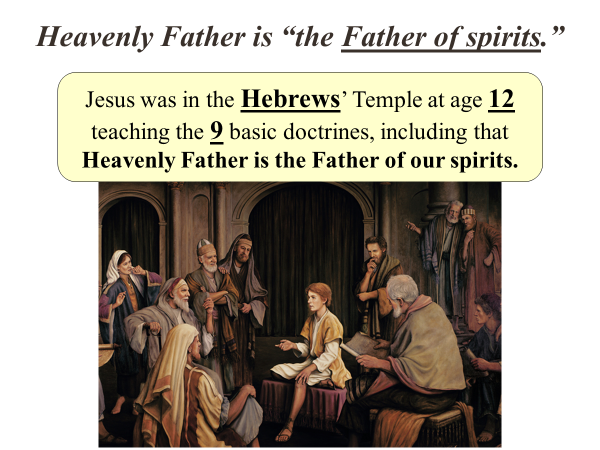 Heavenly Father is “the Father of spirits.”
Jesus was in the Hebrews’ Temple at age 12
teaching the 9 basic doctrines, including that
Heavenly Father is the Father of our spirits.